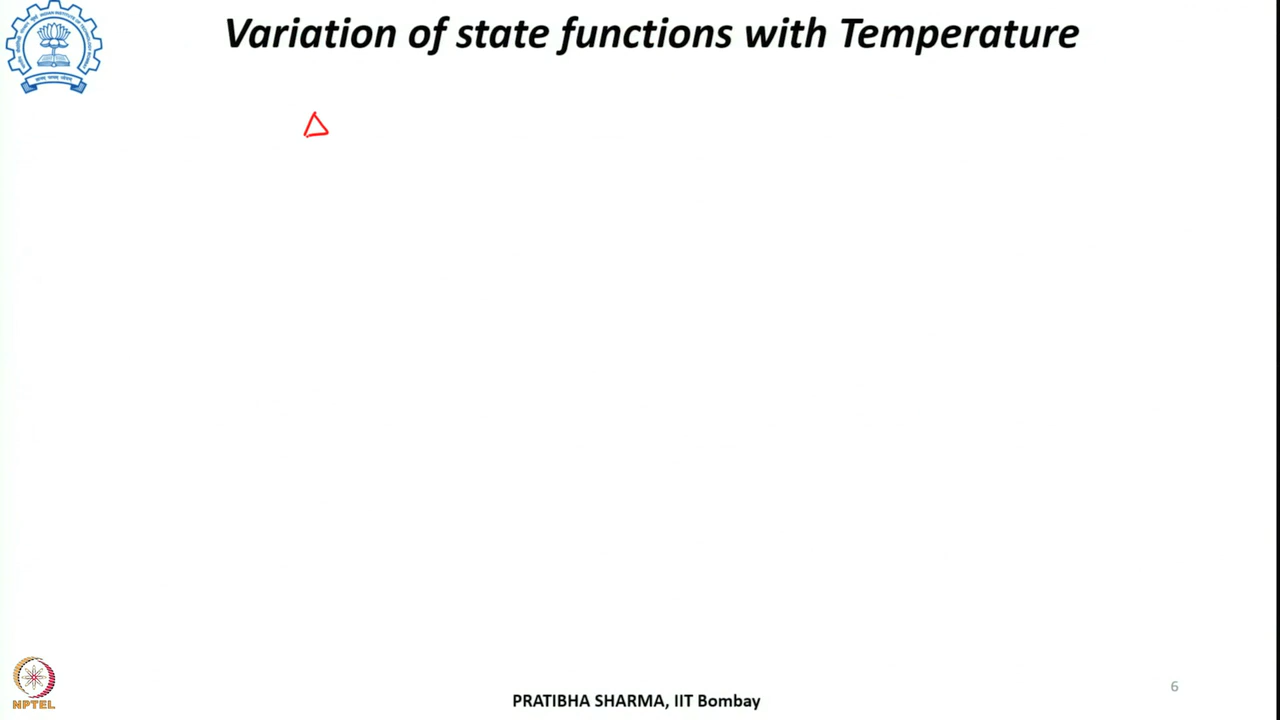 Variation of state functions with Temperature
Δ
NPTEL
PRATIBHA SHARMA, IIT Bombay
6